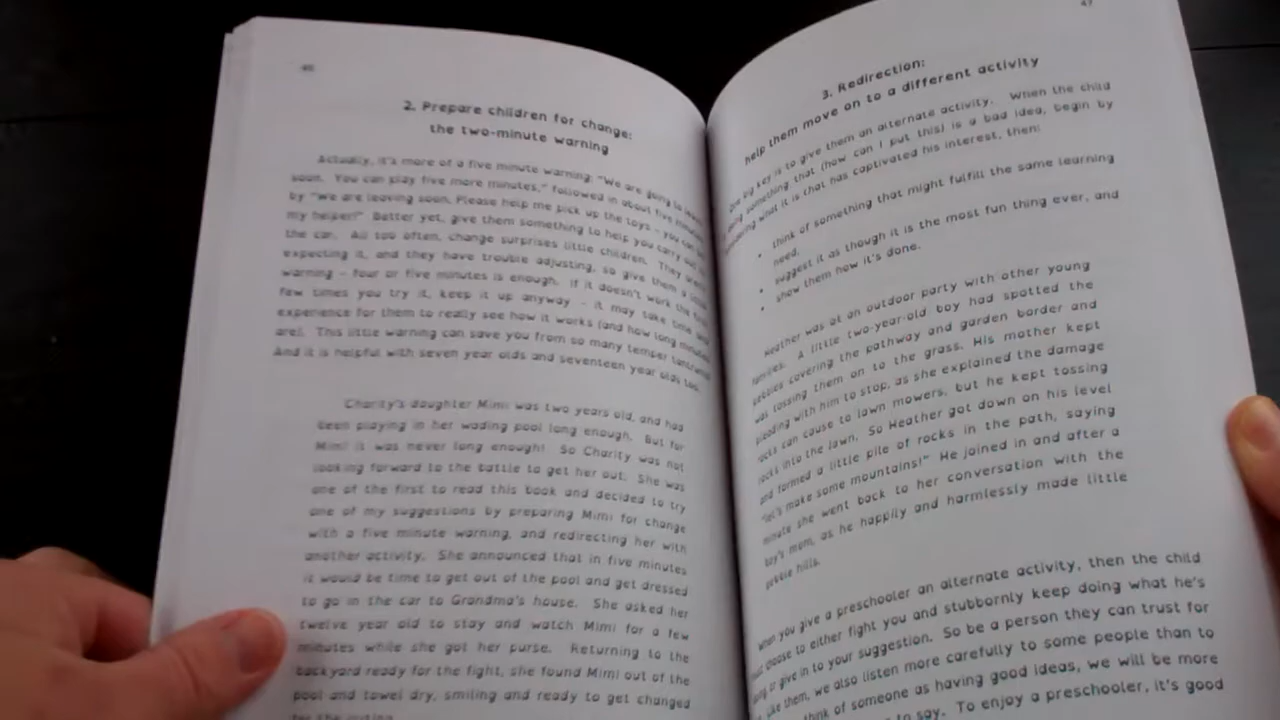 46
2. Prepare children for change:
the two-minute warning
Actually, it's more of a five minute warning: "We are going to leave
soon. You can play five more minutes," followed in about five minutes
by "We are leaving soon. Please help me pick up the toys – you can be
my helper!" Better yet, give them something to help you carry out to
the car. All too often, change surprises little children. They aren't
expecting it, and they have trouble adjusting, so give them a little
warning – four or five minutes is enough. If it doesn't work the first
few times you try it, keep it up anyway – it may take time and
experience for them to really see how it works (and how long minutes
are). This little warning can save you from so many temper tantrums!
And it is helpful with seven year olds and seventeen year olds too.
Charity's daughter Mimi was two years old, and had
been playing in her wading pool long enough. But for
Mimi it was never long enough! So Charity was not
looking forward to the battle to get her out. She was
one of the first to read this book and decided to try
one of my suggestions by preparing Mimi for change
with a five minute warning, and redirecting her with
another activity. She announced that in five minutes
it would be time to get out of the pool and get dressed
to go in the car to Grandma's house. She asked her
twelve year old to stay and watch Mimi for a few
minutes while she got her purse. Returning to the
backyard ready for the fight, she found Mimi out of the
pool and towel dry, smiling and ready to get changed
for the outing.
47
3. Redirection:
help them move on to a different activity
One big key is to give them an alternate activity. When the child
is doing something that (how can I put this) is a bad idea, begin by
wondering what it is that has captivated his interest, then:
• think of something that might fulfill the same learning
need,
• suggest it as though it is the most fun thing ever, and
• show them how it's done.
Heather was at an outdoor party with other young
families. A little two-year-old boy had spotted the
pebbles covering the pathway and garden border and
was tossing them on to the grass. His mother kept
pleading with him to stop, as she explained the damage
rocks can cause to lawn mowers, but he kept tossing
rocks into the lawn. So Heather got down on his level
and formed a little pile of rocks in the path, saying
"let's make some mountains!" He joined in and after a
minute she went back to her conversation with the
boy's mom, as he happily and harmlessly made little
pebble hills.
When you give a preschooler an alternate activity, then the child
must choose to either fight you and stubbornly keep doing what he's
doing or give in to your suggestion. So be a person they can trust for
Like them, we also listen more carefully to some people than to
think of someone as having good ideas, we will be more
to say. To enjoy a preschooler, it's good